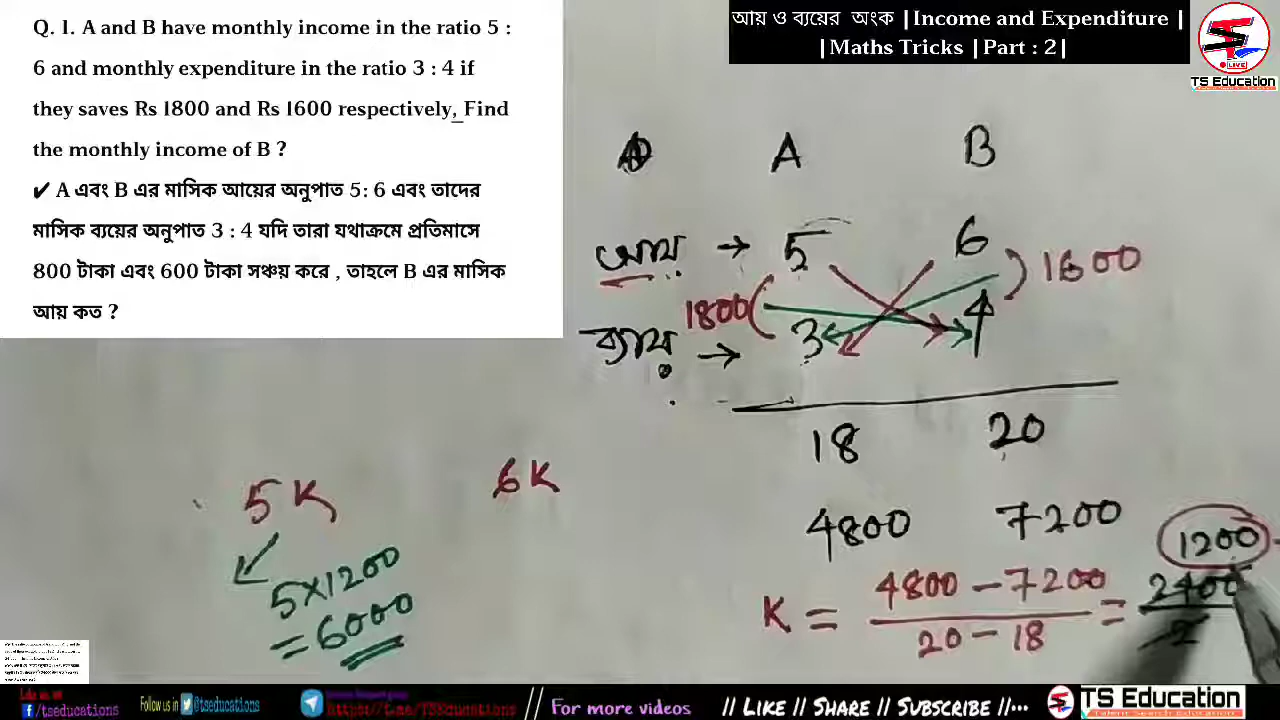 Q. 1. A and B have monthly income in the ratio 5 :
6 and monthly expenditure in the ratio 3 : 4 if
they saves Rs 1800 and Rs 1600 respectively, Find
the monthly income of B ?
✔ A এবং B এর মাসিক আয়ের অনুপাত 5: 6 এবং তাদের
মাসিক ব্যয়ের অনুপাত 3 : 4 যদি তারা যথাক্রমে প্রতিমাসে
800 টাকা এবং 600 টাকা সঞ্চয় করে , তাহলে B এর মাসিক
আয় কত ?
আয় ও ব্যয়ের অংক |Income and Expenditure |
|Maths Tricks |Part : 2|
LIVE
TS Education
A B
আয় → 5 6
1800 1600
ব্যায় → 3 4
18 20
5K 6K
4800 7200
5×1200
= 6000
1200
K = 4800 - 7200 = 2400
20 - 18 2
/tseducations
Follow us in @tseducations
For more videos
// Like // Share // Subscribe //...
TS Education